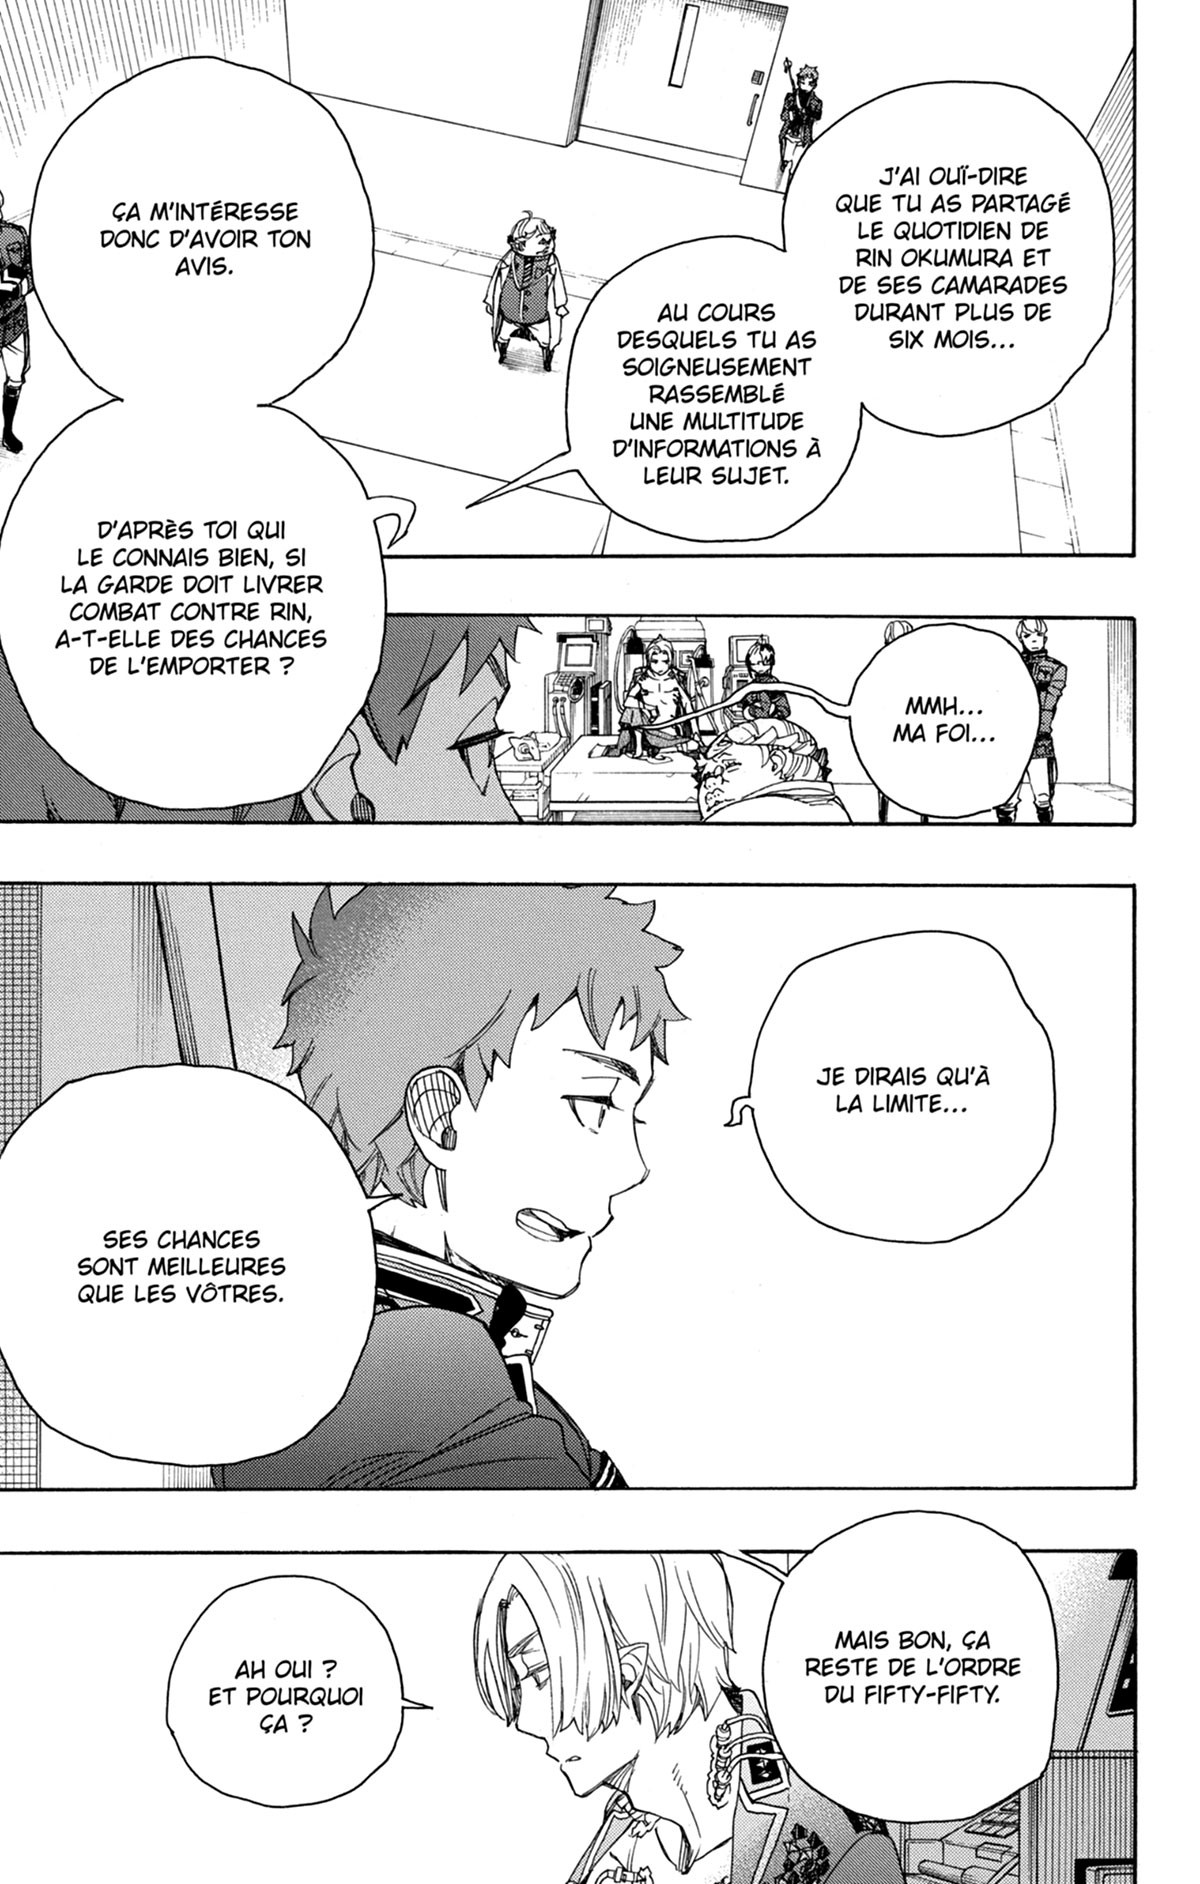 J'AI OUÏ-DIRE
QUE TU AS PARTAGÉ
LE QUOTIDIEN DE
RIN OKUMURA ET
DE SES CAMARADES
DURANT PLUS DE
SIX MOIS...
AU COURS
DESQUELS TU AS
SOIGNEUSEMENT
RASSEMBLÉ
UNE MULTITUDE
D'INFORMATIONS À
LEUR SUJET.
ÇA M'INTÉRESSE
DONC D'AVOIR TON
AVIS.
D'APRÈS TOI QUI
LE CONNAIS BIEN, SI
LA GARDE DOIT LIVRER
COMBAT CONTRE RIN,
A-T-ELLE DES CHANCES
DE L'EMPORTER ?
MMH...
MA FOI...
JE DIRAIS QU'À
LA LIMITE...
SES CHANCES
SONT MEILLEURES
QUE LES VÔTRES.
MAIS BON, ÇA
RESTE DE L'ORDRE
DU FIFTY-FIFTY.
AH OUI ?
ET POURQUOI
ÇA ?